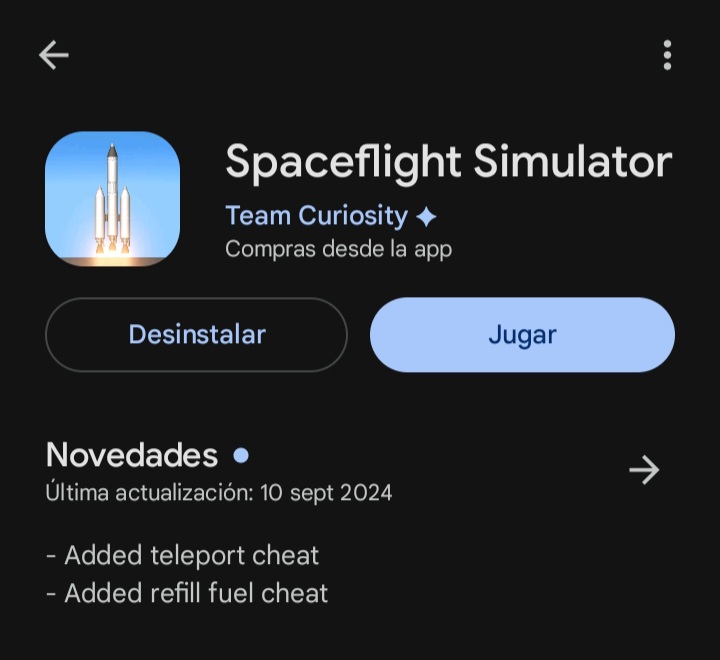 Spaceflight Simulator
Team Curiosity
Compras desde la app
Desinstalar
Jugar
Novedades
Última actualización: 10 sept 2024
- Added teleport cheat
- Added refill fuel cheat